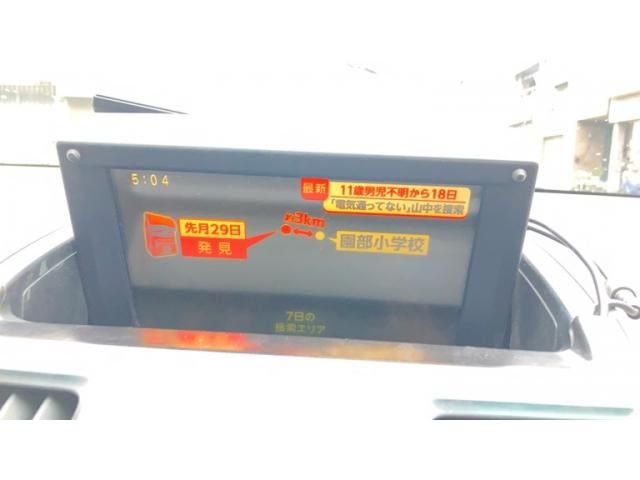 5:04
最新
11歳男児不明から18日
「電気通ってない」山中を捜索
先月29日
発見
約3km
園部小学校
7日の
捜索エリア